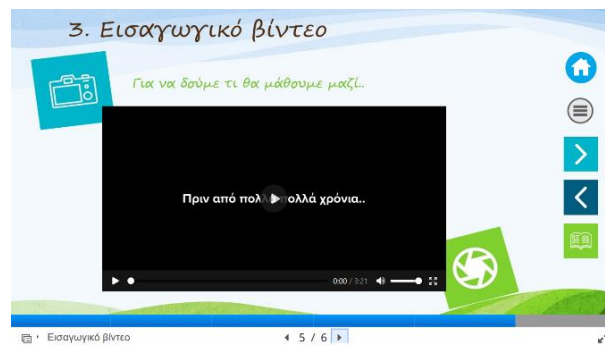 3. Εισαγωγικό βίντεο
Για να δούμε τι θα μάθουμε μαζί..
Πριν από πολλά πολλά χρόνια..
0:00 / 3:21
Εισαγωγικό βίντεο
5 / 6